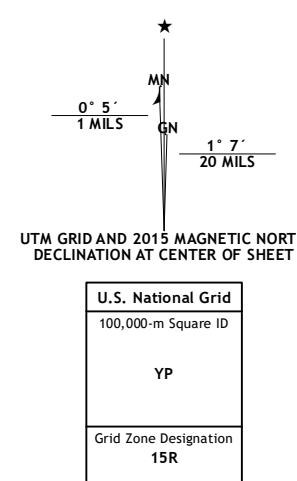 ★
MN
0° 5´
1 MILS
GN
1° 7´
20 MILS
UTM GRID AND 2015 MAGNETIC NORT
DECLINATION AT CENTER OF SHEET
U.S. National Grid
100,000-m Square ID
YP
Grid Zone Designation
15R